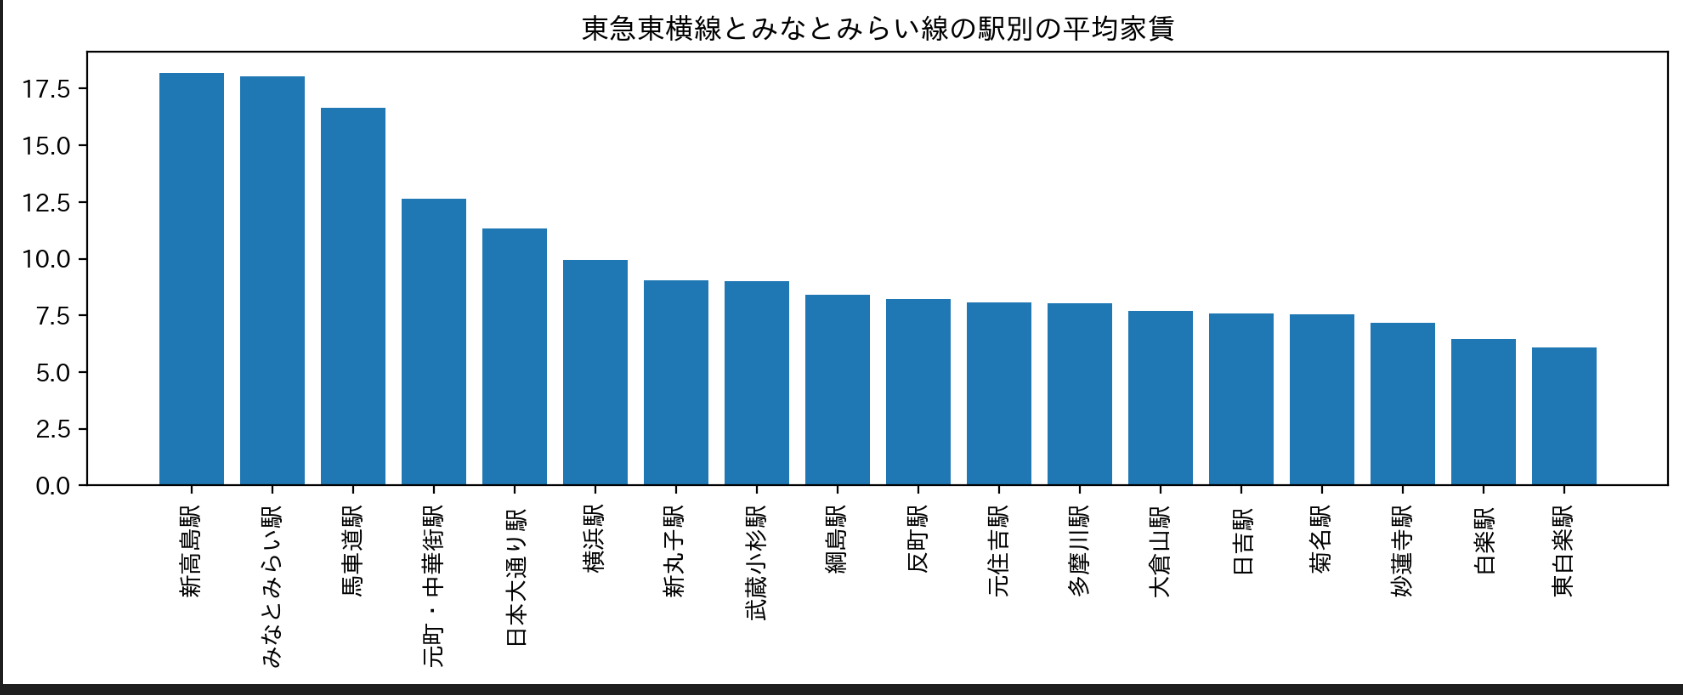 東急東横線とみなとみらい線の駅別の平均家賃
17.5
15.0
12.5
10.0
7.5
5.0
2.5
0.0
新高島駅
みなとみらい駅
馬車道駅
元町・中華街駅
日本大通り駅
横浜駅
新丸子駅
武蔵小杉駅
綱島駅
反町駅
元住吉駅
多摩川駅
大倉山駅
日吉駅
菊名駅
妙蓮寺駅
白楽駅
東白楽駅